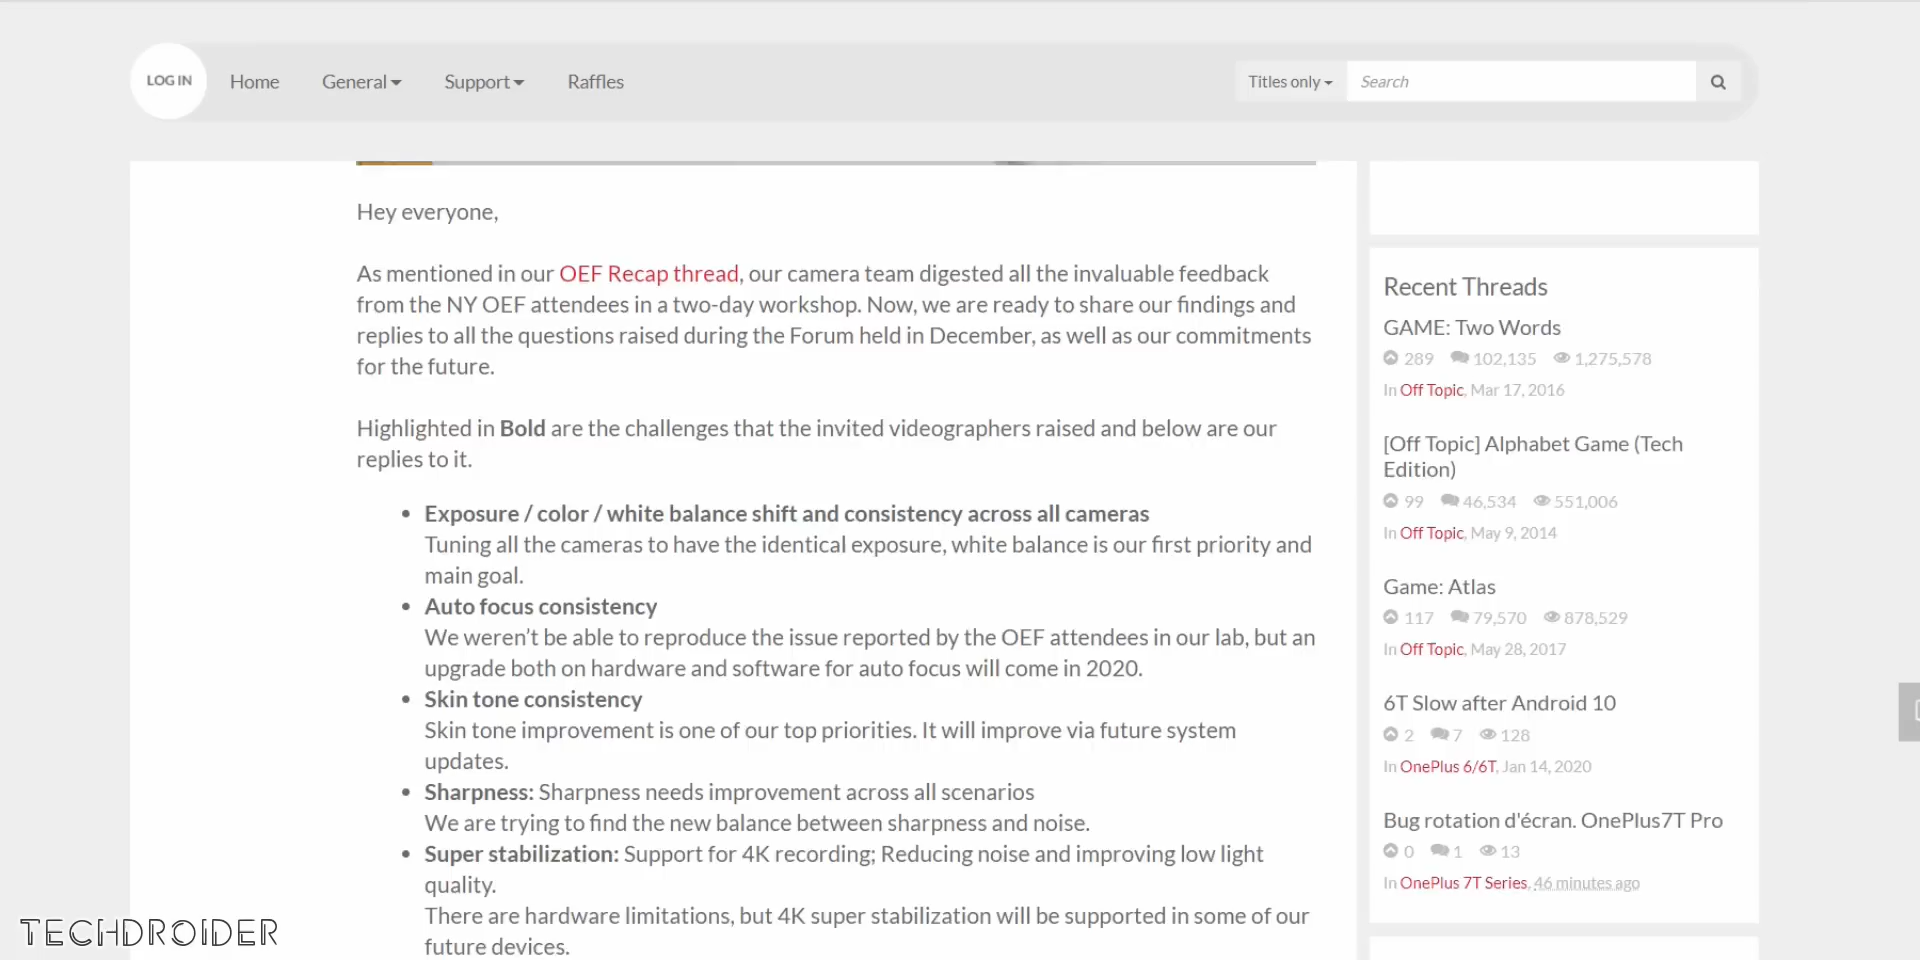 LOG IN
Home
General
Support
Raffles
Titles only
Search
Hey everyone,
As mentioned in our OEF Recap thread, our camera team digested all the invaluable feedback
from the NY OEF attendees in a two-day workshop. Now, we are ready to share our findings and
replies to all the questions raised during the Forum held in December, as well as our commitments
for the future.
Highlighted in Bold are the challenges that the invited videographers raised and below are our
replies to it.
• Exposure / color / white balance shift and consistency across all cameras
Tuning all the cameras to have the identical exposure, white balance is our first priority and
main goal.
• Auto focus consistency
We weren't be able to reproduce the issue reported by the OEF attendees in our lab, but an
upgrade both on hardware and software for auto focus will come in 2020.
• Skin tone consistency
Skin tone improvement is one of our top priorities. It will improve via future system
updates.
• Sharpness: Sharpness needs improvement across all scenarios
We are trying to find the new balance between sharpness and noise.
• Super stabilization: Support for 4K recording; Reducing noise and improving low light
quality.
There are hardware limitations, but 4K super stabilization will be supported in some of our
future devices.
Recent Threads
GAME: Two Words
289 102,135 1,275,578
In Off Topic, Mar 17, 2016
[Off Topic] Alphabet Game (Tech
Edition)
99 46,534 551,006
In Off Topic, May 9, 2014
Game: Atlas
117 79,570 878,529
In Off Topic, May 28, 2017
6T Slow after Android 10
2 7 128
In OnePlus 6/6T, Jan 14, 2020
Bug rotation d'écran. OnePlus7T Pro
0 1 13
In OnePlus 7T Series, 46 minutes ago
TECHDROIDER